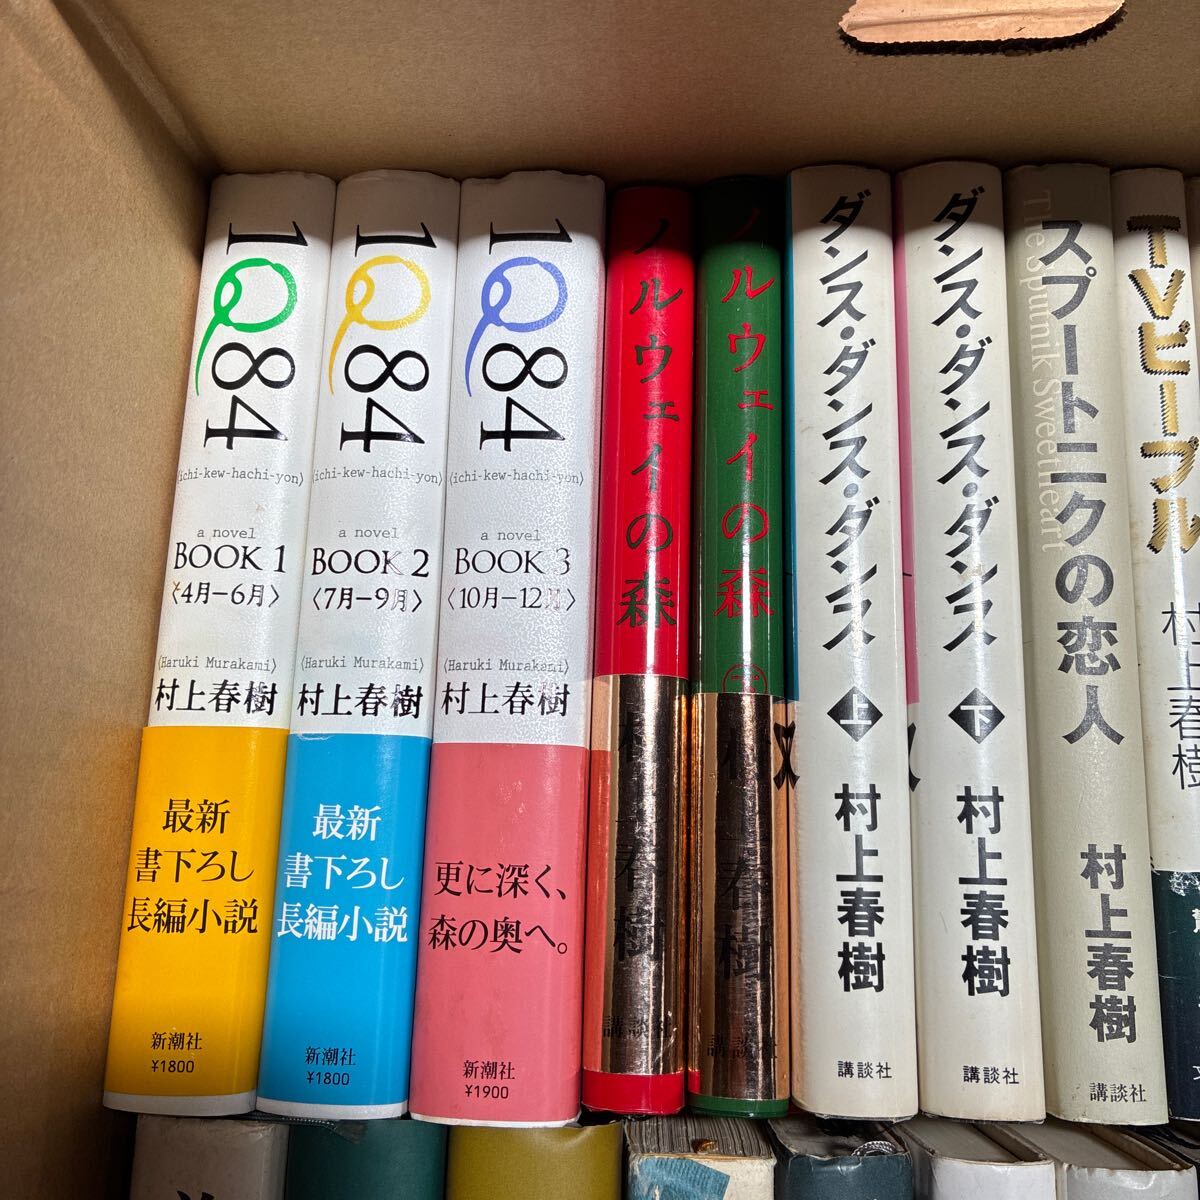 1Q84
⟨ichi-kew-hachi-yon⟩
a novel
BOOK 1
〈4月−6月〉
⟨Haruki Murakami⟩
村上春樹
最新
書下ろし
長編小説
新潮社
¥1800
1Q84
⟨ichi-kew-hachi-yon⟩
a novel
BOOK 2
〈7月−9月〉
⟨Haruki Murakami⟩
村上春樹
最新
書下ろし
長編小説
新潮社
¥1800
1Q84
⟨ichi-kew-hachi-yon⟩
a novel
BOOK 3
〈10月−12月〉
⟨Haruki Murakami⟩
村上春樹
更に深く、
森の奥へ。
新潮社
¥1900
ノルウェイの森
村上春樹
講談社
ノルウェイの森 下
村上春樹
講談社
ダンス・ダンス・ダンス 上
村上春樹
講談社
ダンス・ダンス・ダンス 下
村上春樹
講談社
The Sputnik Sweetheart
スプートニクの恋人
村上春樹
講談社
TVピープル
村上春樹